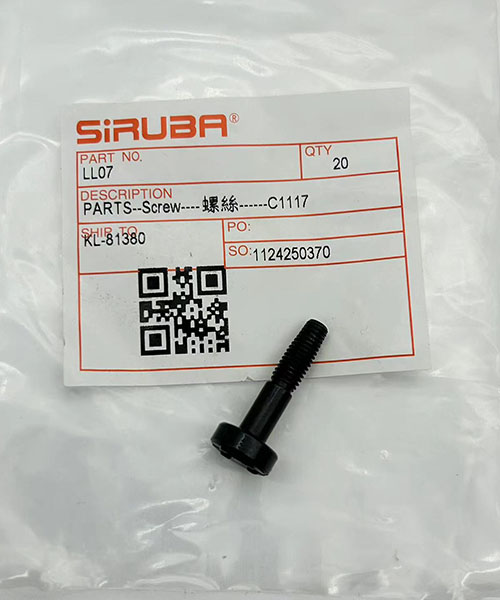 SiRUBA®
PART NO.
LL07
QTY
20
DESCRIPTION
PARTS--Screw----螺絲------C1117
SHIP TO
KL-81380
PO:
SO: 1124250370